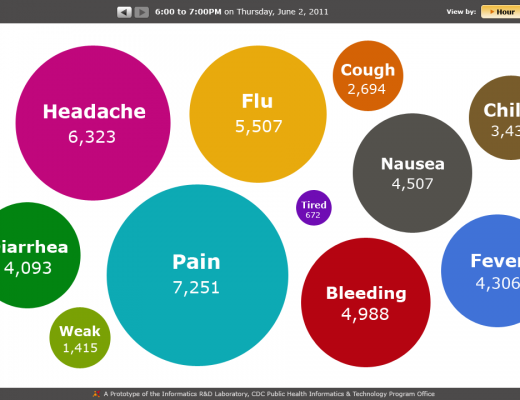 6:00 to 7:00PM on Thursday, June 2, 2011
View by:
Hour
Headache
6,323
Flu
5,507
Cough
2,694
Chil
3,43
Nausea
4,507
Tired
672
iarrhea
4,093
Pain
7,251
Fever
4,306
Bleeding
4,988
Weak
1,415
A Prototype of the Informatics R&D Laboratory, CDC Public Health Informatics & Technology Program Office